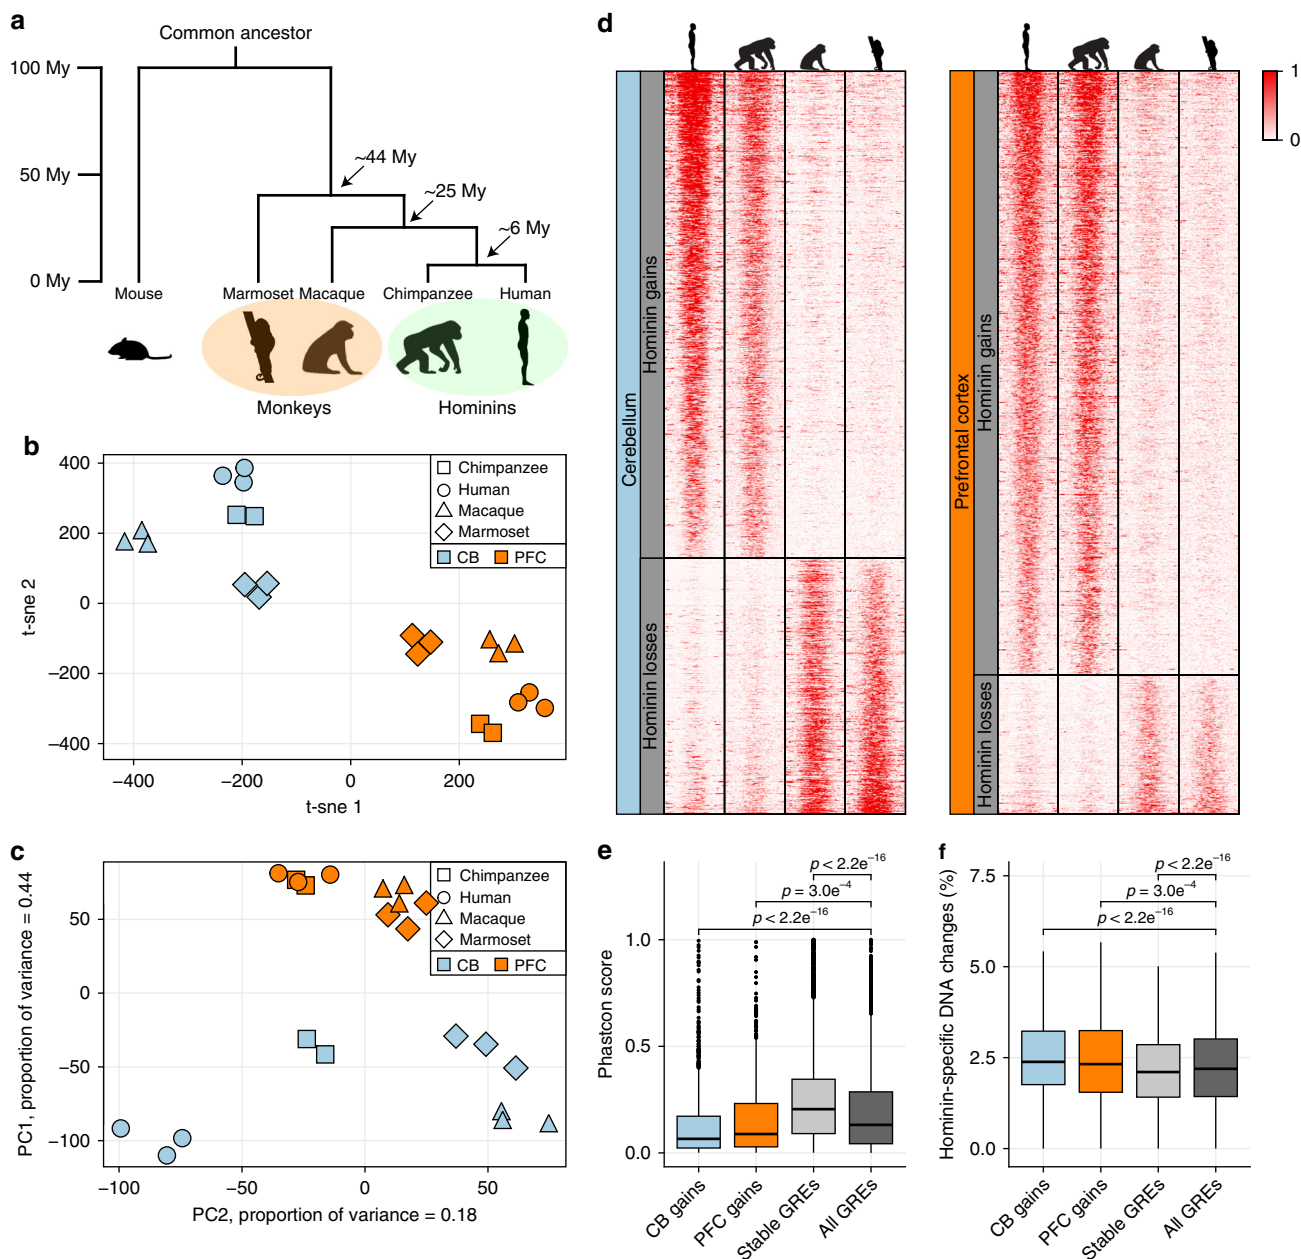 a
Common ancestor
100 My
50 My
0 My
~44 My
~25 My
~6 My
Mouse
Marmoset
Macaque
Chimpanzee
Human
Monkeys
Hominins
b
400
200
0
−200
−400
t-sne 2
−400
−200
0
200
t-sne 1
Chimpanzee
Human
Macaque
Marmoset
CB
PFC
c
50
0
−50
−100
PC1, proportion of variance = 0.44
−100
−50
0
50
PC2, proportion of variance = 0.18
Chimpanzee
Human
Macaque
Marmoset
CB
PFC
d
Cerebellum
Hominin gains
Hominin losses
Prefrontal cortex
Hominin gains
Hominin losses
1
0
e
p < 2.2e⁻¹⁶
p = 3.0e⁻⁴
p < 2.2e⁻¹⁶
1.0
0.5
0.0
Phastcon score
CB gains
PFC gains
Stable GREs
All GREs
f
p < 2.2e⁻¹⁶
p = 3.0e⁻⁴
p < 2.2e⁻¹⁶
7.5
5.0
2.5
0.0
Hominin-specific DNA changes (%)
CB gains
PFC gains
Stable GREs
All GREs